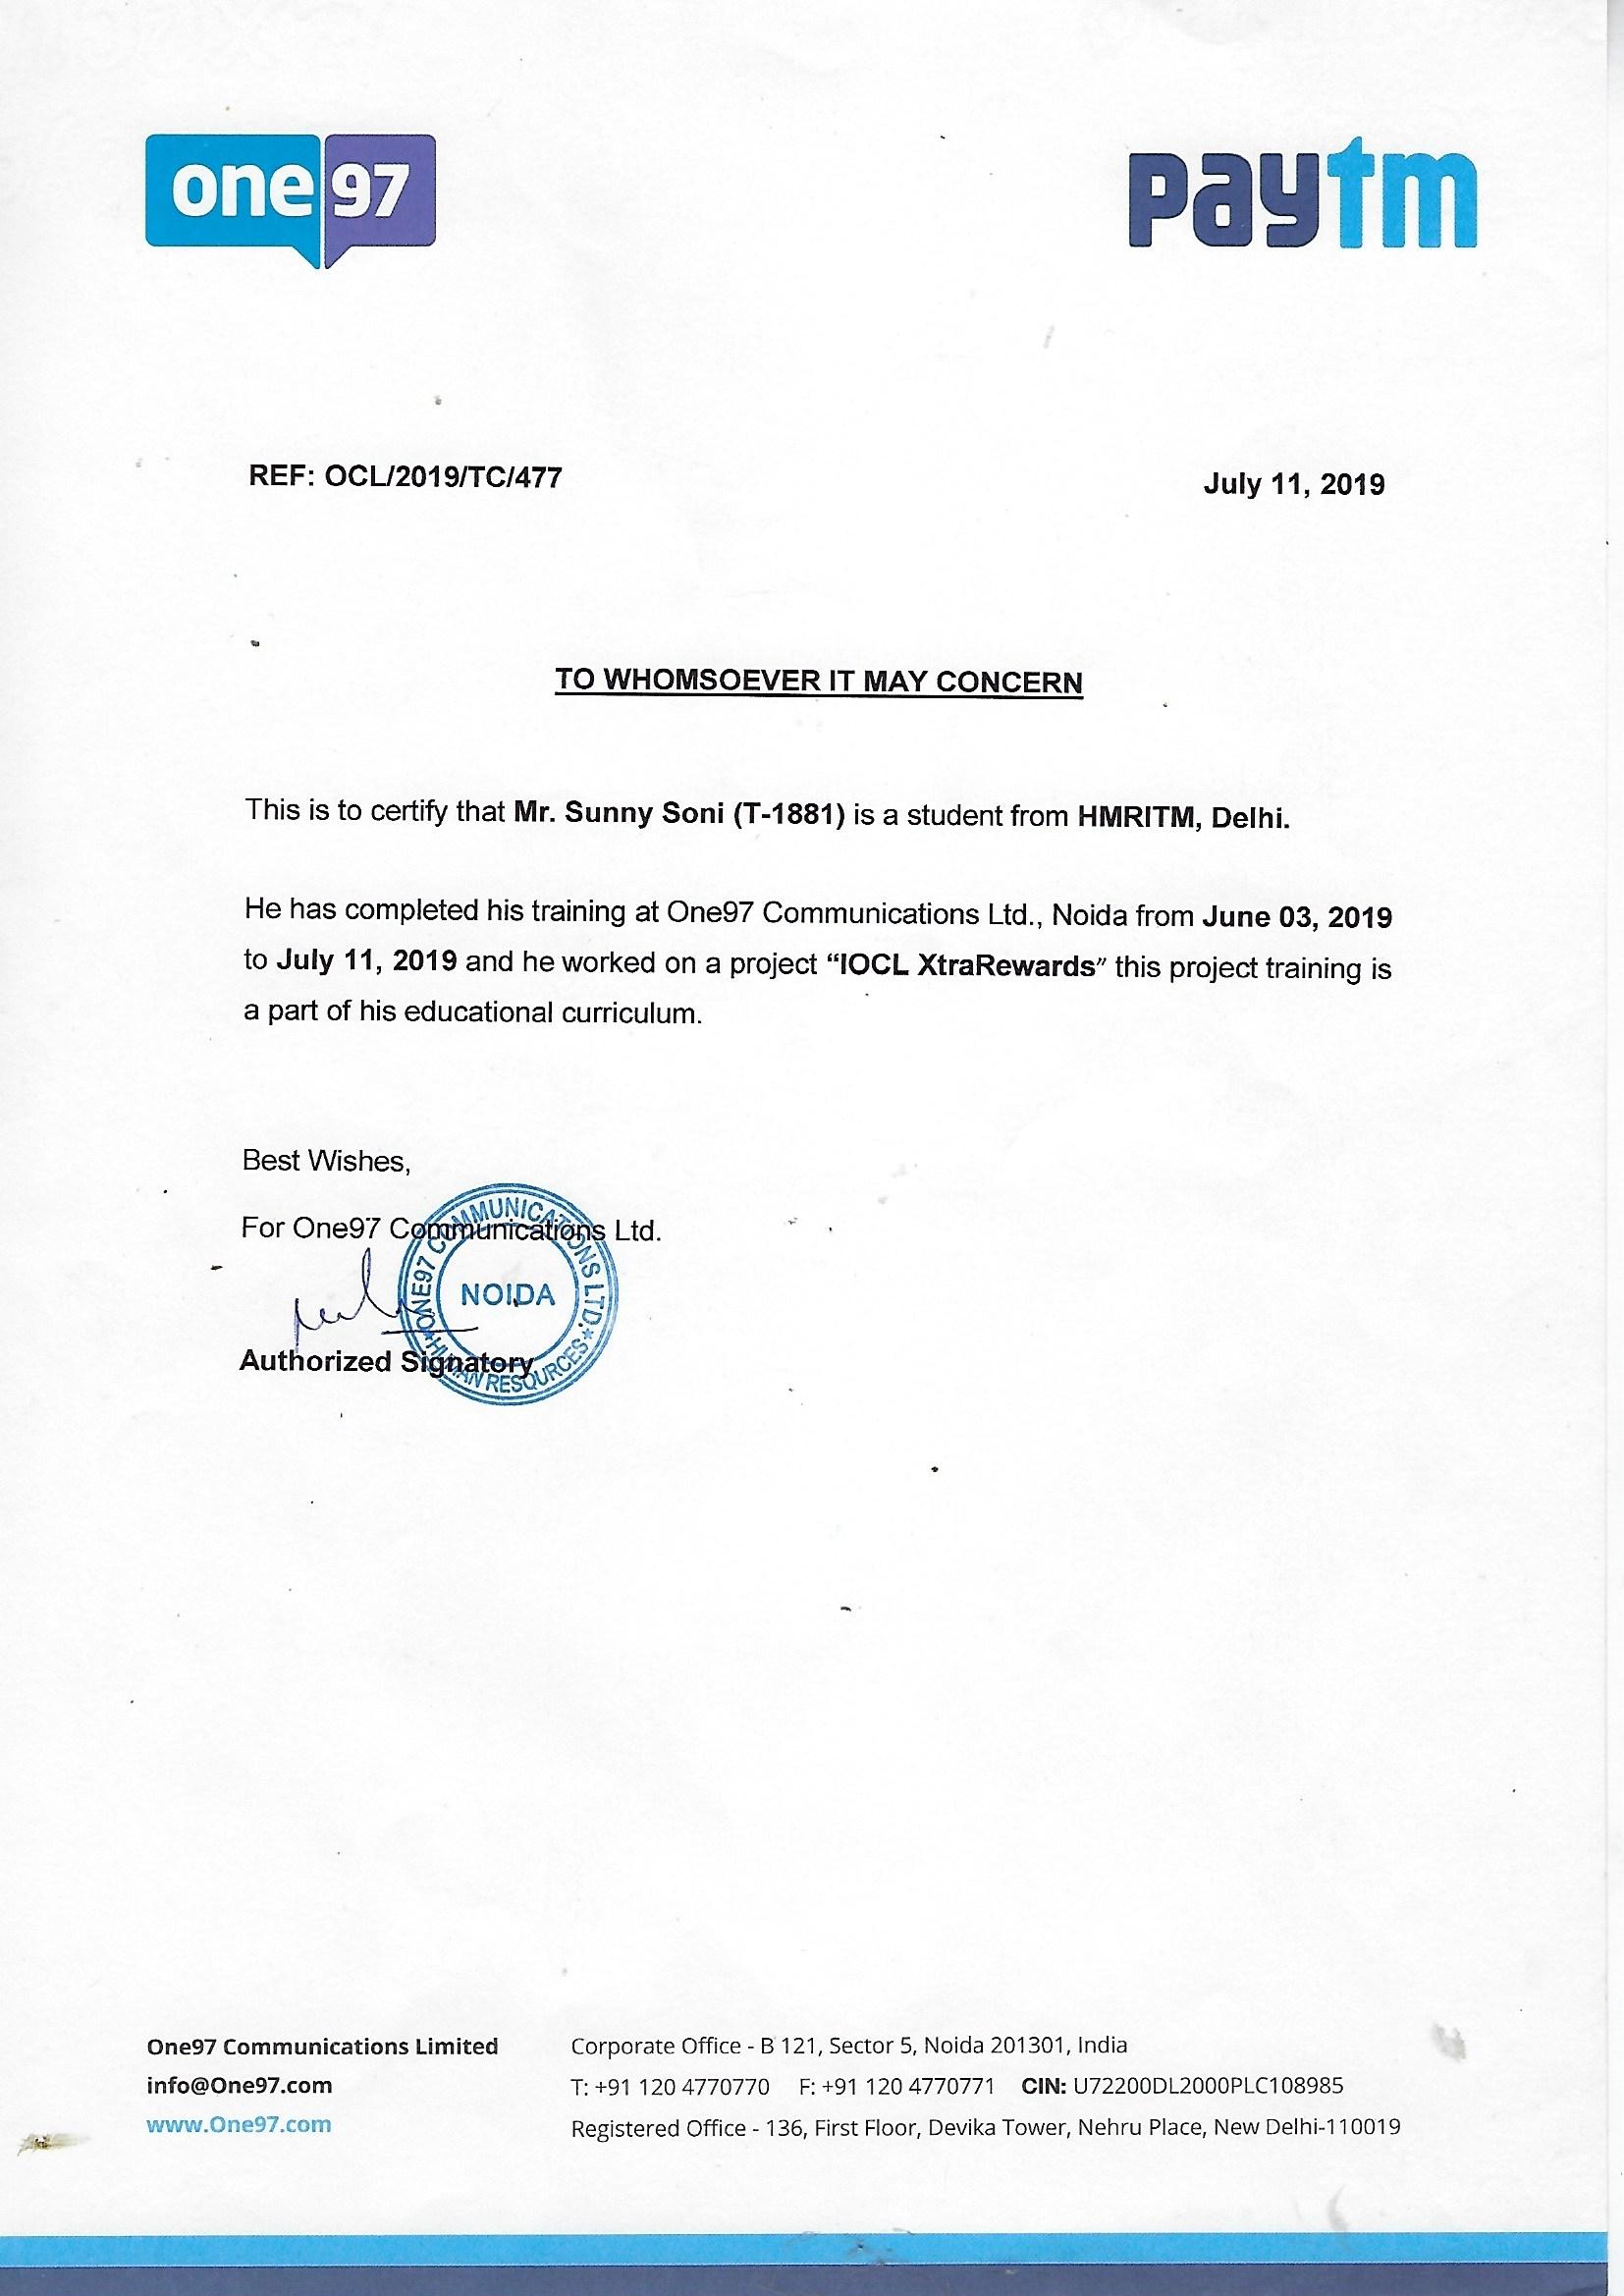 one97
paytm
REF: OCL/2019/TC/477
July 11, 2019
TO WHOMSOEVER IT MAY CONCERN
This is to certify that Mr. Sunny Soni (T-1881) is a student from HMRITM, Delhi.
He has completed his training at One97 Communications Ltd., Noida from June 03, 2019
to July 11, 2019 and he worked on a project “IOCL XtraRewards” this project training is
a part of his educational curriculum.
Best Wishes,
For One97 Communications Ltd.
ONE97 COMMUNICATIONS LTD.
NOIDA
★HUMAN RESOURCES★
Authorized Signatory
One97 Communications Limited
info@One97.com
www.One97.com
Corporate Office - B 121, Sector 5, Noida 201301, India
T: +91 120 4770770 F: +91 120 4770771 CIN: U72200DL2000PLC108985
Registered Office - 136, First Floor, Devika Tower, Nehru Place, New Delhi-110019